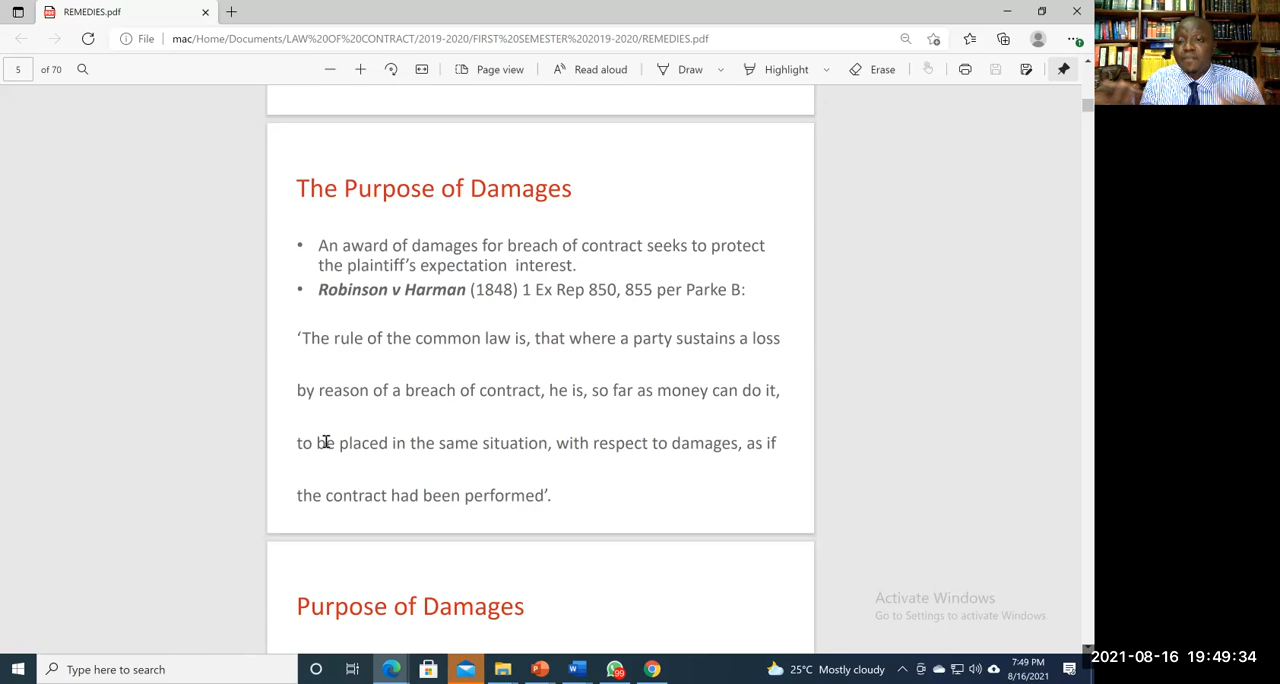 REMEDIES.pdf
File
mac/Home/Documents/LAW%20OF%20CONTRACT/2019-2020/FIRST%20SEMESTER%202019-2020/REMEDIES.pdf
5 of 70
Page view
Read aloud
Draw
Highlight
Erase
The Purpose of Damages
• An award of damages for breach of contract seeks to protect
the plaintiff’s expectation interest.
• Robinson v Harman (1848) 1 Ex Rep 850, 855 per Parke B:
‘The rule of the common law is, that where a party sustains a loss
by reason of a breach of contract, he is, so far as money can do it,
to be placed in the same situation, with respect to damages, as if
the contract had been performed’.
Purpose of Damages
Activate Windows
Go to Settings to activate Windows
Type here to search
99
25°C Mostly cloudy
7:49 PM
8/16/2021
2021-08-16 19:49:34